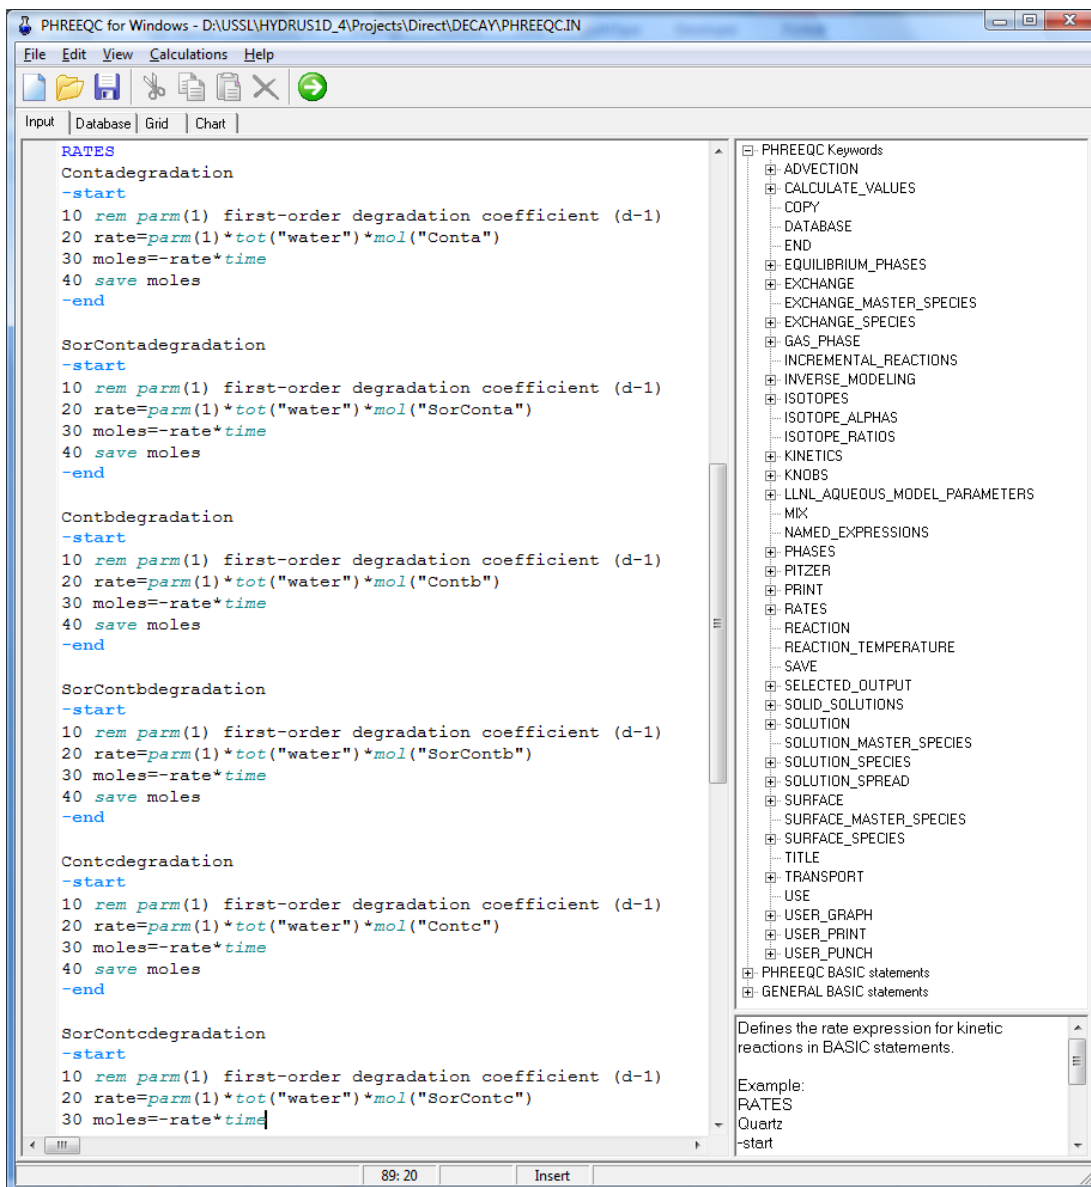 PHREEQC for Windows - D:\USSL\HYDRUS1D_4\Projects\Direct\DECAY\PHREEQC.IN
File Edit View Calculations Help
Input Database Grid Chart
RATES
Contadegradation
-start
10 rem parm(1) first-order degradation coefficient (d-1)
20 rate=parm(1)*tot("water")*mol("Conta")
30 moles=-rate*time
40 save moles
-end
SorContadegradation
-start
10 rem parm(1) first-order degradation coefficient (d-1)
20 rate=parm(1)*tot("water")*mol("SorConta")
30 moles=-rate*time
40 save moles
-end
Contbdegradation
-start
10 rem parm(1) first-order degradation coefficient (d-1)
20 rate=parm(1)*tot("water")*mol("Contb")
30 moles=-rate*time
40 save moles
-end
SorContbdegradation
-start
10 rem parm(1) first-order degradation coefficient (d-1)
20 rate=parm(1)*tot("water")*mol("SorContb")
30 moles=-rate*time
40 save moles
-end
Contcdegradation
-start
10 rem parm(1) first-order degradation coefficient (d-1)
20 rate=parm(1)*tot("water")*mol("Contc")
30 moles=-rate*time
40 save moles
-end
SorContcdegradation
-start
10 rem parm(1) first-order degradation coefficient (d-1)
20 rate=parm(1)*tot("water")*mol("SorContc")
30 moles=-rate*time
PHREEQC Keywords
ADVECTION
CALCULATE_VALUES
COPY
DATABASE
END
EQUILIBRIUM_PHASES
EXCHANGE
EXCHANGE_MASTER_SPECIES
EXCHANGE_SPECIES
GAS_PHASE
INCREMENTAL_REACTIONS
INVERSE_MODELING
ISOTOPES
ISOTOPE_ALPHAS
ISOTOPE_RATIOS
KINETICS
KNOBS
LLNL_AQUEOUS_MODEL_PARAMETERS
MIX
NAMED_EXPRESSIONS
PHASES
PITZER
PRINT
RATES
REACTION
REACTION_TEMPERATURE
SAVE
SELECTED_OUTPUT
SOLID_SOLUTIONS
SOLUTION
SOLUTION_MASTER_SPECIES
SOLUTION_SPECIES
SOLUTION_SPREAD
SURFACE
SURFACE_MASTER_SPECIES
SURFACE_SPECIES
TITLE
TRANSPORT
USE
USER_GRAPH
USER_PRINT
USER_PUNCH
PHREEQC BASIC statements
GENERAL BASIC statements
Defines the rate expression for kinetic
reactions in BASIC statements.
Example:
RATES
Quartz
-start
89: 20 Insert